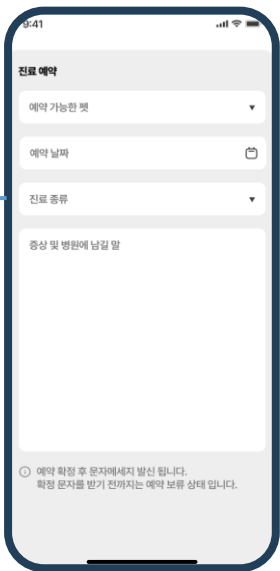 9:41
진료 예약
예약 가능한 펫
예약 날짜
진료 종류
증상 및 병원에 남길 말
예약 확정 후 문자메세지 발신 됩니다.
확정 문자를 받기 전까지는 예약 보류 상태 입니다.